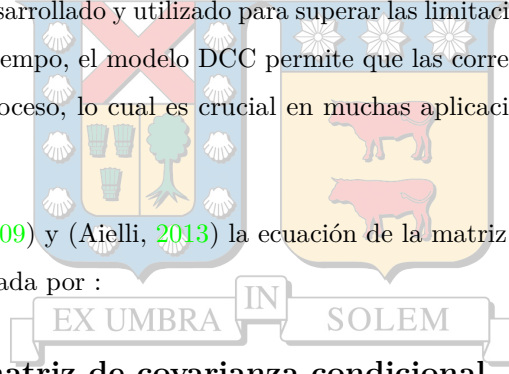 sarrollado y utilizado para superar las limitaci
empo, el modelo DCC permite que las corre
oceso, lo cual es crucial en muchas aplicaci
09) y (Aielli, 2013) la ecuación de la matriz
ada por :
EX UMBRA IN SOLEM
matriz de covarianza condicional